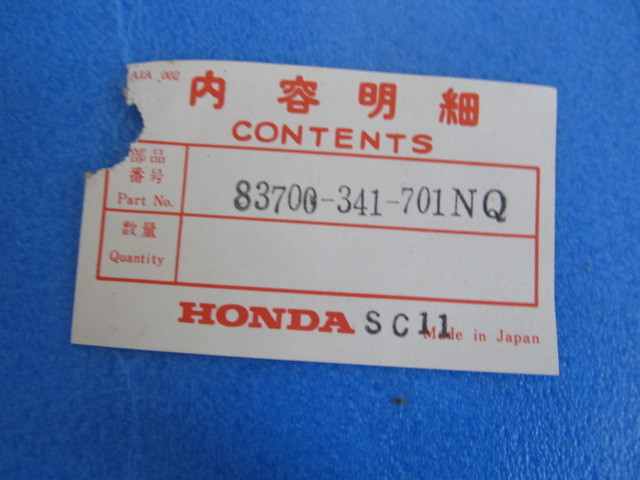 A2A 002
内容明細
CONTENTS
部品
番号
Part No.
83700-341-701NQ
数量
Quantity
HONDA SC11
Made in Japan